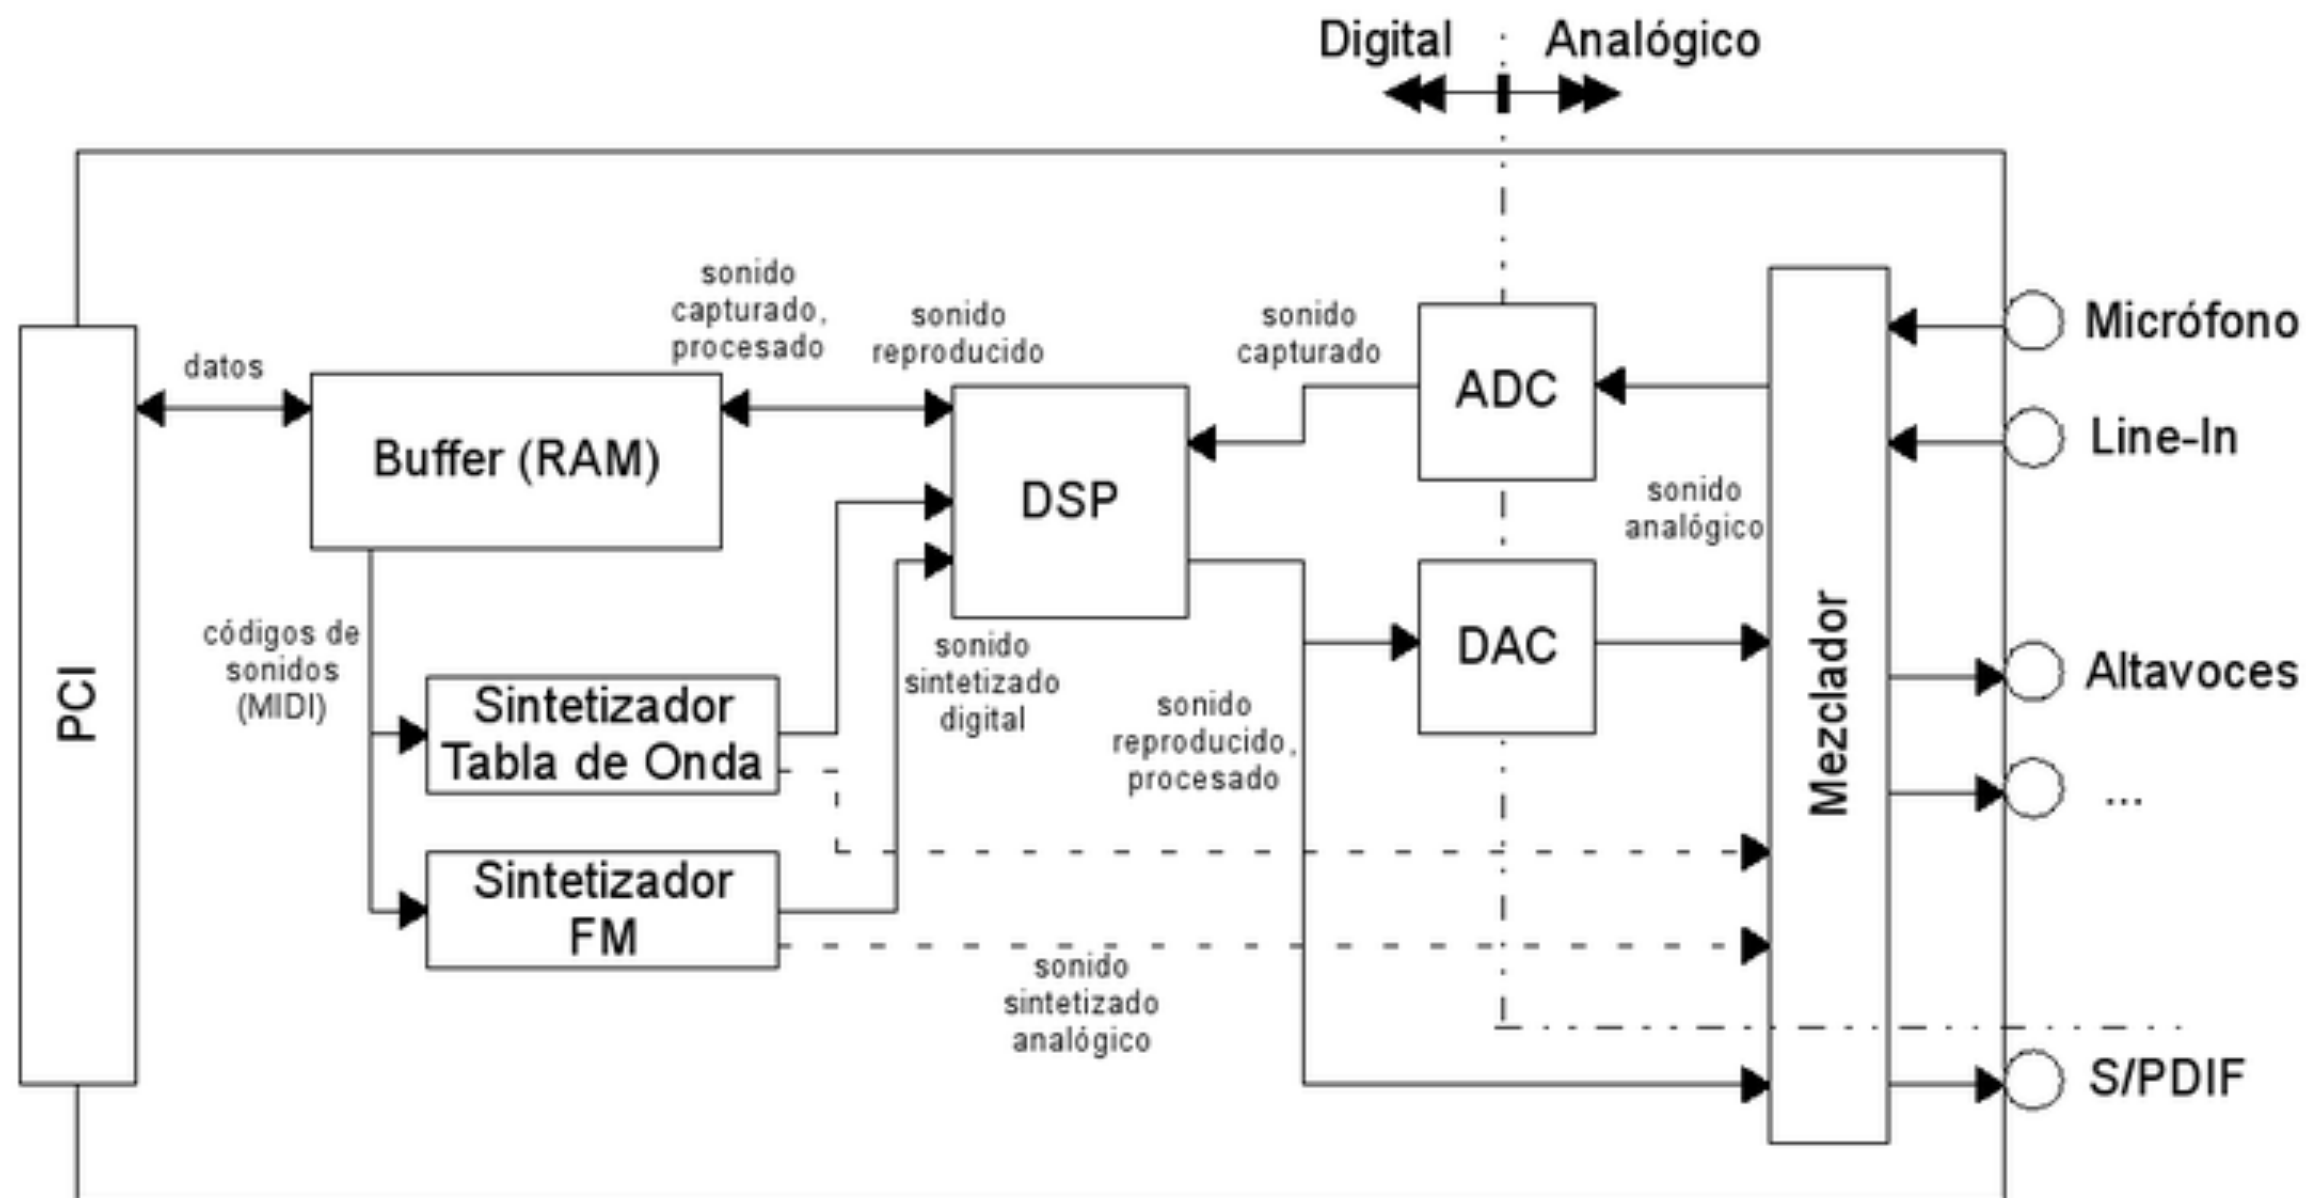 Digital
Analógico
sonido
capturado,
procesado
sonido
reproducido
sonido
capturado
datos
Buffer (RAM)
DSP
ADC
Micrófono
Line-In
sonido
analógico
PCI
códigos de
sonidos
(MIDI)
Sintetizador
Tabla de Onda
sonido
sintetizado
digital
sonido
reproducido,
procesado
DAC
Mezclador
Altavoces
...
Sintetizador
FM
sonido
sintetizado
analógico
S/PDIF